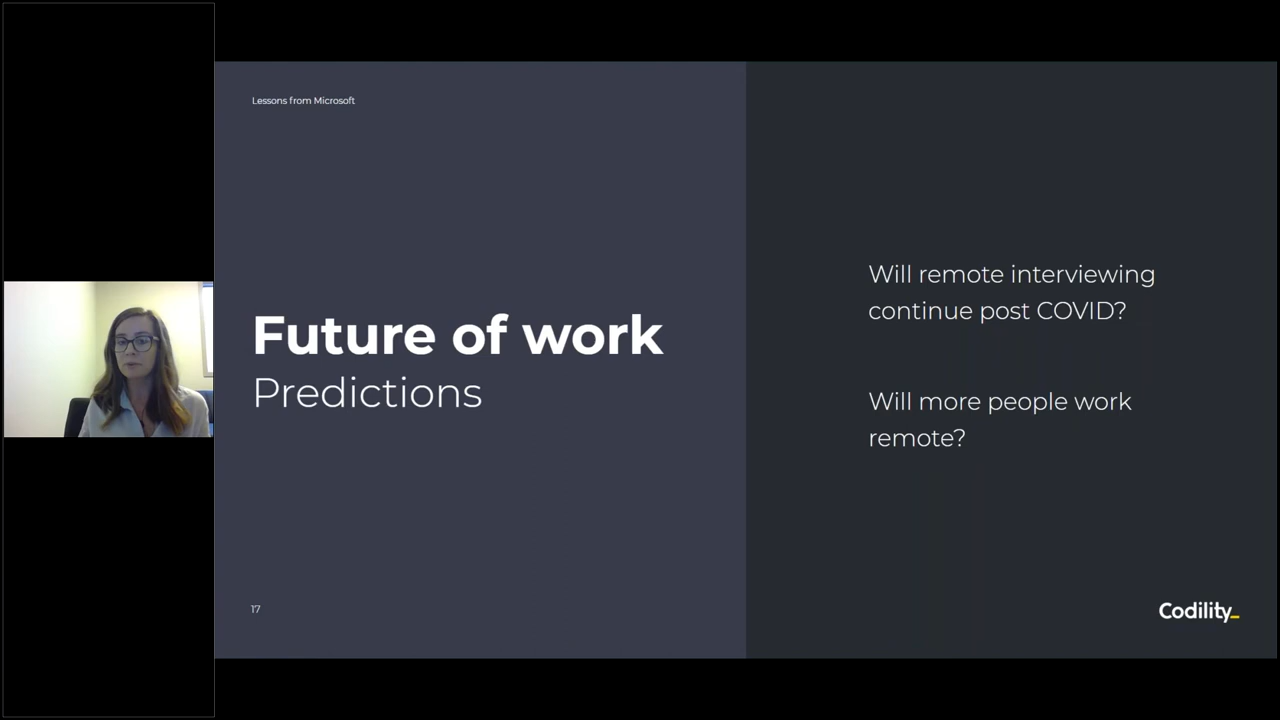 Lessons from Microsoft
Future of work
Predictions
Will remote interviewing
continue post COVID?
Will more people work
remote?
17
Codility_